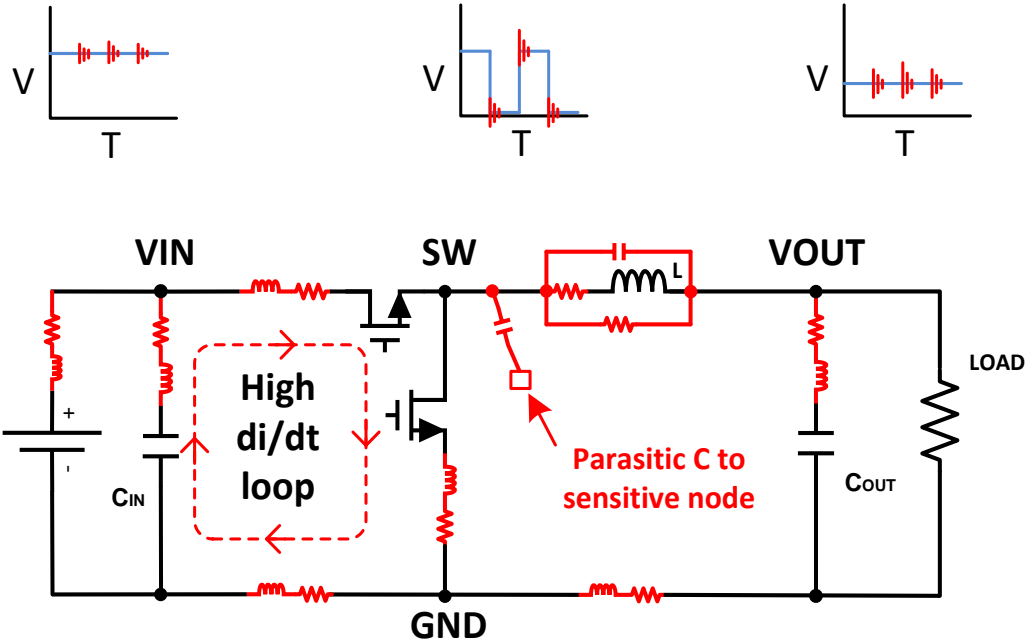 V
T
V
T
V
T
VIN
SW
VOUT
L
LOAD
+
-
High
di/dt
loop
CIN
Parasitic C to
sensitive node
COUT
GND